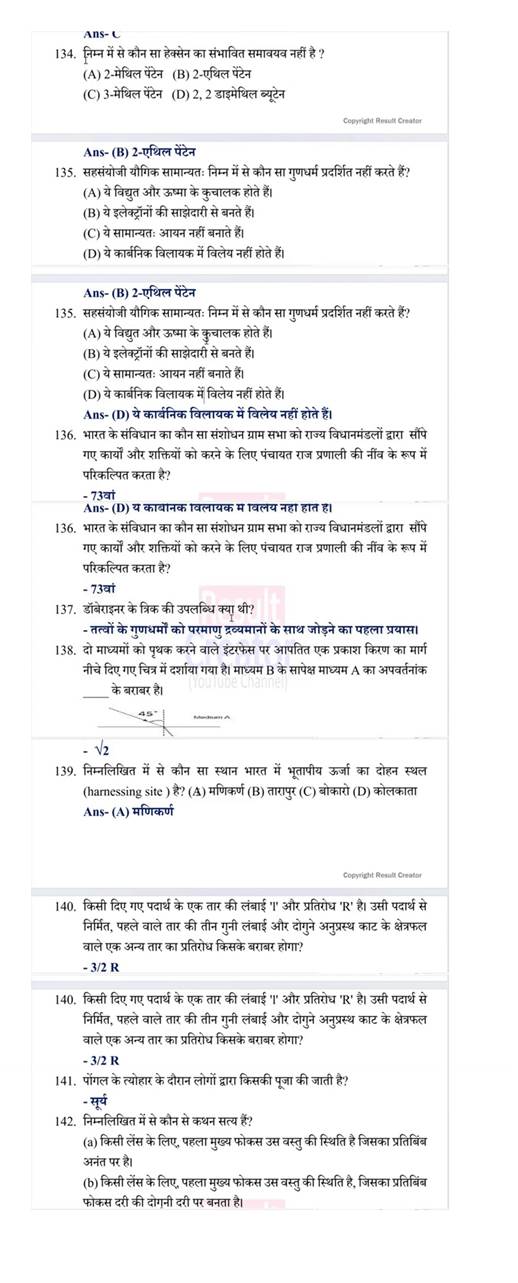 Ans- C
134. निम्न में से कौन सा हेक्सेन का संभावित समावयव नहीं है ?
(A) 2-मेथिल पेंटेन (B) 2-एथिल पेंटेन
(C) 3-मेथिल पेंटेन (D) 2, 2 डाइमेथिल ब्यूटेन
Copyright Result Creator
Ans- (B) 2-एथिल पेंटेन
135. सहसंयोजी यौगिक सामान्यतः निम्न में से कौन सा गुणधर्म प्रदर्शित नहीं करते हैं?
(A) ये विद्युत और ऊष्मा के कुचालक होते हैं।
(B) ये इलेक्ट्रॉनों की साझेदारी से बनते हैं।
(C) ये सामान्यतः आयन नहीं बनाते हैं।
(D) ये कार्बनिक विलायक में विलेय नहीं होते हैं।
Ans- (B) 2-एथिल पेंटेन
135. सहसंयोजी यौगिक सामान्यतः निम्न में से कौन सा गुणधर्म प्रदर्शित नहीं करते हैं?
(A) ये विद्युत और ऊष्मा के कुचालक होते हैं।
(B) ये इलेक्ट्रॉनों की साझेदारी से बनते हैं।
(C) ये सामान्यतः आयन नहीं बनाते हैं।
(D) ये कार्बनिक विलायक में विलेय नहीं होते हैं।
Ans- (D) ये कार्बनिक विलायक में विलेय नहीं होते हैं।
136. भारत के संविधान का कौन सा संशोधन ग्राम सभा को राज्य विधानमंडलों द्वारा सौंपे
गए कार्यों और शक्तियों को करने के लिए पंचायत राज प्रणाली की नींव के रूप में
परिकल्पित करता है?
- 73वां
Ans- (D) ये कार्बनिक विलायक में विलेय नहीं होते हैं।
136. भारत के संविधान का कौन सा संशोधन ग्राम सभा को राज्य विधानमंडलों द्वारा सौंपे
गए कार्यों और शक्तियों को करने के लिए पंचायत राज प्रणाली की नींव के रूप में
परिकल्पित करता है?
- 73वां
Result
137. डॉबेराइनर के त्रिक की उपलब्धि क्या थी?
- तत्वों के गुणधर्मों को परमाणु द्रव्यमानों के साथ जोड़ने का पहला प्रयास।
Creator
138. दो माध्यमों को पृथक करने वाले इंटरफेस पर आपतित एक प्रकाश किरण का मार्ग
नीचे दिए गए चित्र में दर्शाया गया है। माध्यम B के सापेक्ष माध्यम A का अपवर्तनांक
(YouTube Channel)
______ के बराबर है।
45° Medium A
- √2
139. निम्नलिखित में से कौन सा स्थान भारत में भूतापीय ऊर्जा का दोहन स्थल
(harnessing site ) है? (A) मणिकर्ण (B) तारापुर (C) बोकारो (D) कोलकाता
Ans- (A) मणिकर्ण
Copyright Result Creator
140. किसी दिए गए पदार्थ के एक तार की लंबाई 'l' और प्रतिरोध 'R' है। उसी पदार्थ से
निर्मित, पहले वाले तार की तीन गुनी लंबाई और दोगुने अनुप्रस्थ काट के क्षेत्रफल
वाले एक अन्य तार का प्रतिरोध किसके बराबर होगा?
- 3/2 R
140. किसी दिए गए पदार्थ के एक तार की लंबाई 'l' और प्रतिरोध 'R' है। उसी पदार्थ से
निर्मित, पहले वाले तार की तीन गुनी लंबाई और दोगुने अनुप्रस्थ काट के क्षेत्रफल
वाले एक अन्य तार का प्रतिरोध किसके बराबर होगा?
- 3/2 R
141. पोंगल के त्योहार के दौरान लोगों द्वारा किसकी पूजा की जाती है?
- सूर्य
142. निम्नलिखित में से कौन से कथन सत्य हैं?
(a) किसी लेंस के लिए, पहला मुख्य फोकस उस वस्तु की स्थिति है जिसका प्रतिबिंब
अनंत पर है।
(b) किसी लेंस के लिए, पहला मुख्य फोकस उस वस्तु की स्थिति है, जिसका प्रतिबिंब
फोकस दूरी की दोगुनी दूरी पर बनता है।